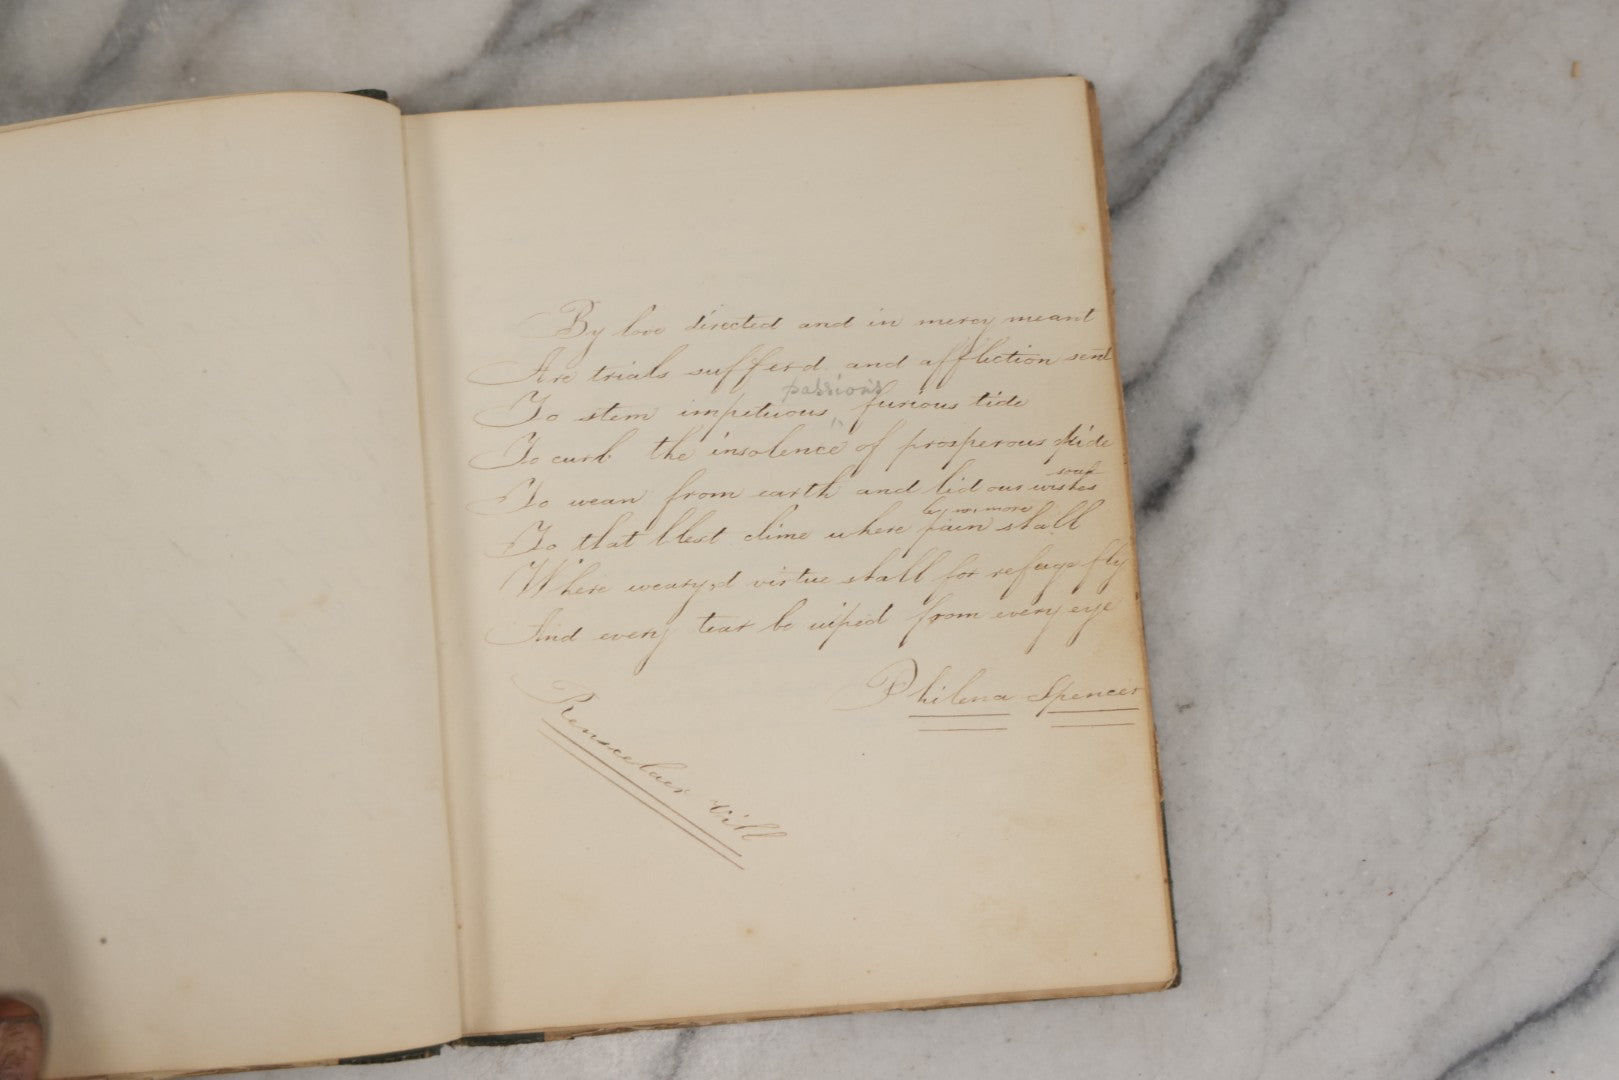 By love directed and in mercy meant
Are trials sufferd and affliction sent
To stem impetuous passion's furious tide
To curb the insolence of prosperous pride
To wean from earth and bid our wishes soar
To that blest clime where pain shall be no more
Where weary,d virtue shall for refuge fly
And every tear be wiped from every eye
Philena Spencer
Rensselaer Vill